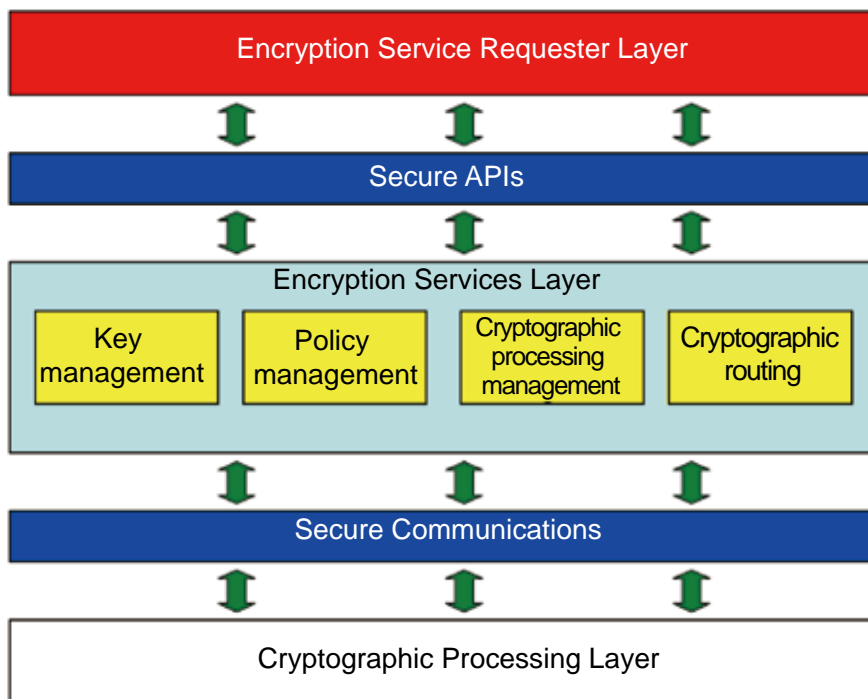 Encryption Service Requester Layer
Secure APIs
Encryption Services Layer
Key
management
Policy
management
Cryptographic
processing
management
Cryptographic
routing
Secure Communications
Cryptographic Processing Layer